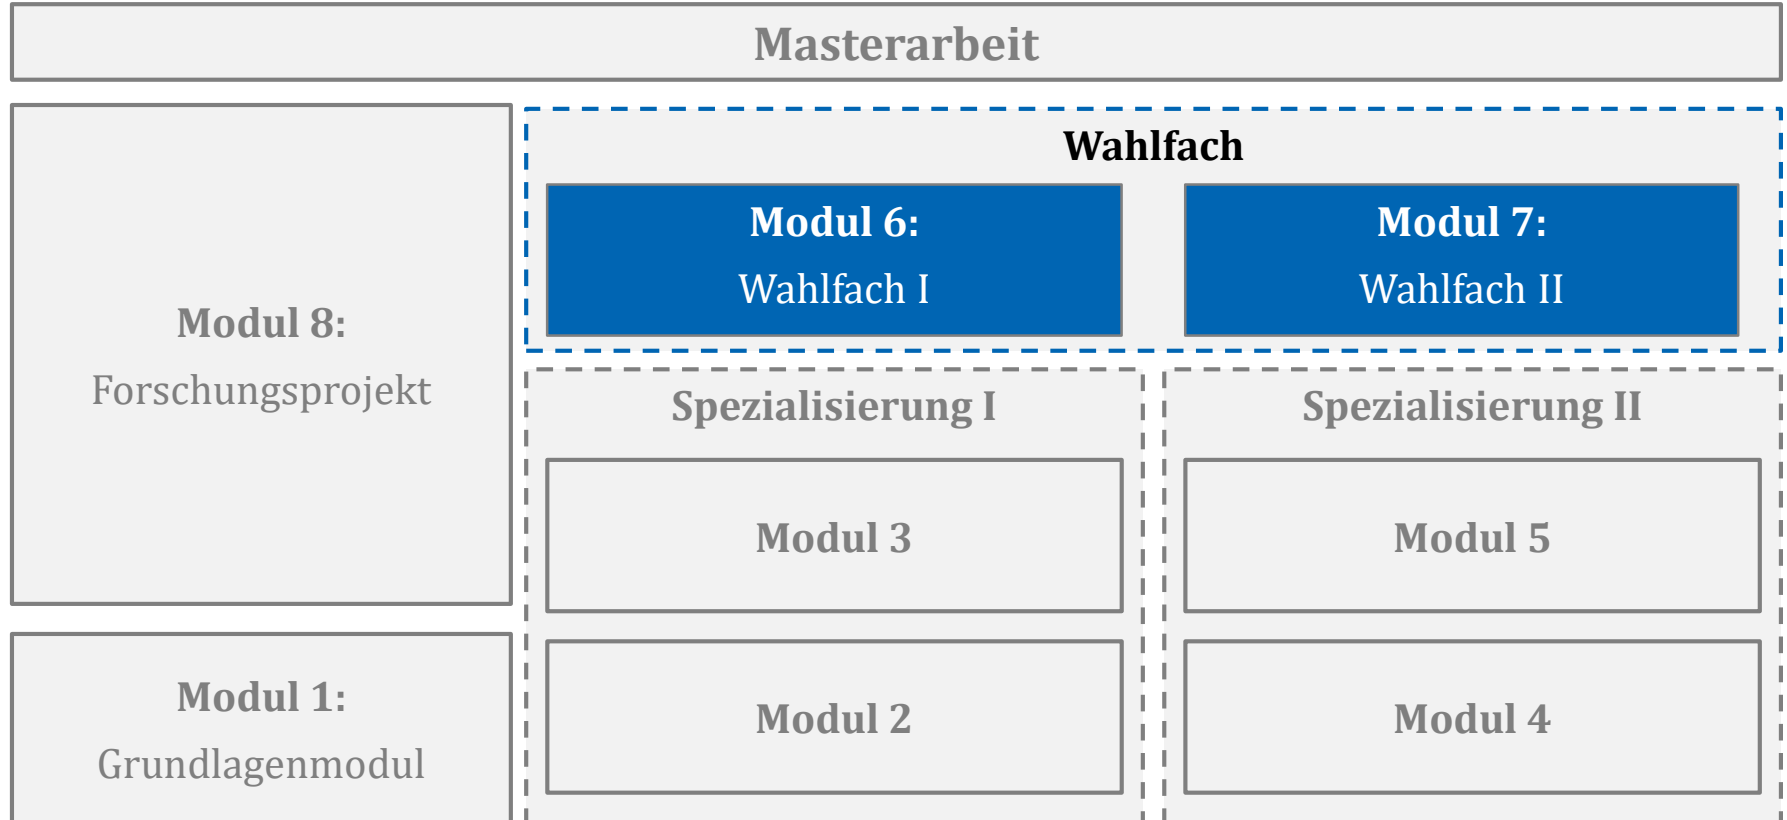 Masterarbeit
Modul 8:
Forschungsprojekt
Modul 1:
Grundlagenmodul
Wahlfach
Modul 6:
Wahlfach I
Modul 7:
Wahlfach II
Spezialisierung I
Modul 3
Modul 2
Spezialisierung II
Modul 5
Modul 4